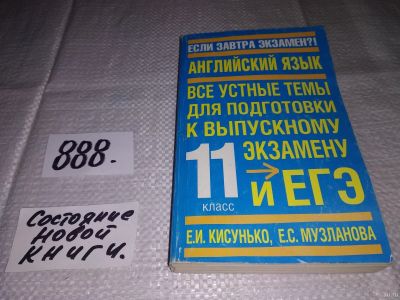 ЕСЛИ ЗАВТРА ЭКЗАМЕН?!
АНГЛИЙСКИЙ ЯЗЫК
ВСЕ УСТНЫЕ ТЕМЫ
ДЛЯ ПОДГОТОВКИ
К ВЫПУСКНОМУ
11 ЭКЗАМЕНУ
КЛАСС И ЕГЭ
Е.И. КИСУНЬКО, Е.С. МУЗЛАНОВА
888.
Состояние
новой
книги.